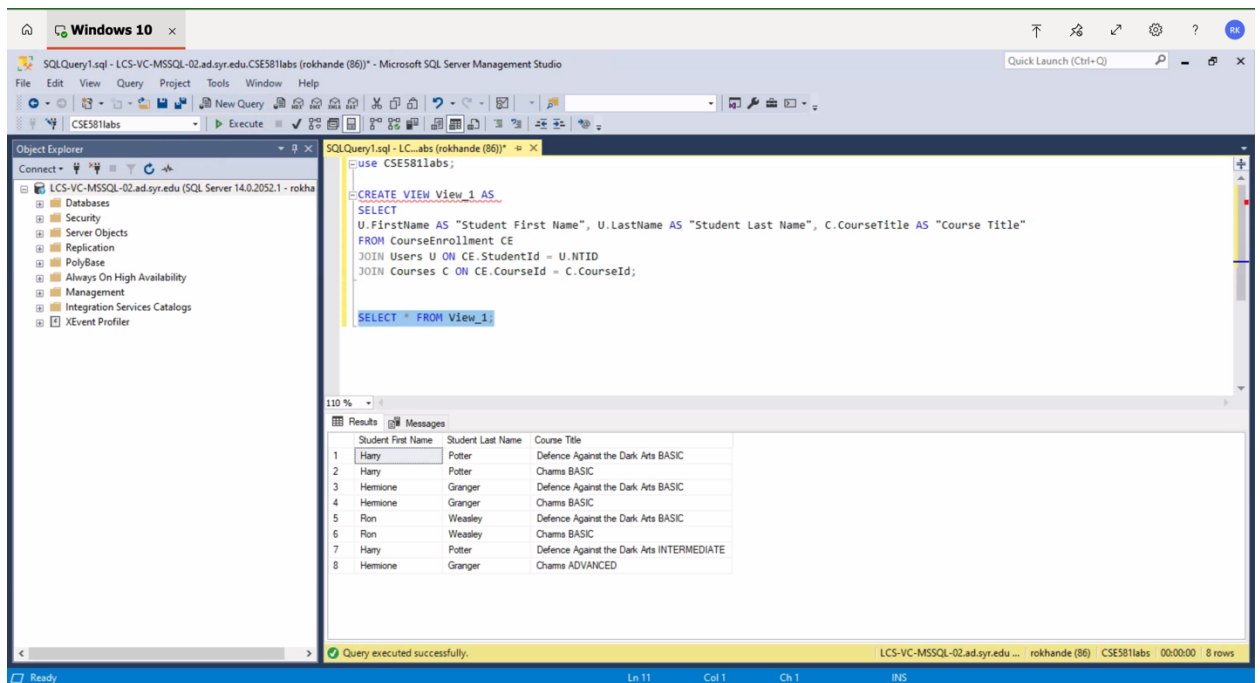 Windows 10 ×
? RK
SQLQuery1.sql - LCS-VC-MSSQL-02.ad.syr.edu.CSE581labs (rokhande (86))* - Microsoft SQL Server Management Studio
Quick Launch (Ctrl+Q)
File Edit View Query Project Tools Window Help
New Query
CSE581labs Execute
Object Explorer
Connect
LCS-VC-MSSQL-02.ad.syr.edu (SQL Server 14.0.2052.1 - rokha
Databases
Security
Server Objects
Replication
PolyBase
Always On High Availability
Management
Integration Services Catalogs
XEvent Profiler
SQLQuery1.sql - LC...abs (rokhande (86))*
use CSE581labs;
CREATE VIEW View_1 AS
SELECT
U.FirstName AS "Student First Name", U.LastName AS "Student Last Name", C.CourseTitle AS "Course Title"
FROM CourseEnrollment CE
JOIN Users U ON CE.StudentId = U.NTID
JOIN Courses C ON CE.CourseId = C.CourseId;
SELECT * FROM View_1;
110 %
Results Messages
Student First Name Student Last Name Course Title
1 Harry Potter Defence Against the Dark Arts BASIC
2 Harry Potter Charms BASIC
3 Hermione Granger Defence Against the Dark Arts BASIC
4 Hermione Granger Charms BASIC
5 Ron Weasley Defence Against the Dark Arts BASIC
6 Ron Weasley Charms BASIC
7 Harry Potter Defence Against the Dark Arts INTERMEDIATE
8 Hermione Granger Charms ADVANCED
Query executed successfully.
LCS-VC-MSSQL-02.ad.syr.edu ... rokhande (86) CSE581labs 00:00:00 8 rows
Ready Ln 11 Col 1 Ch 1 INS